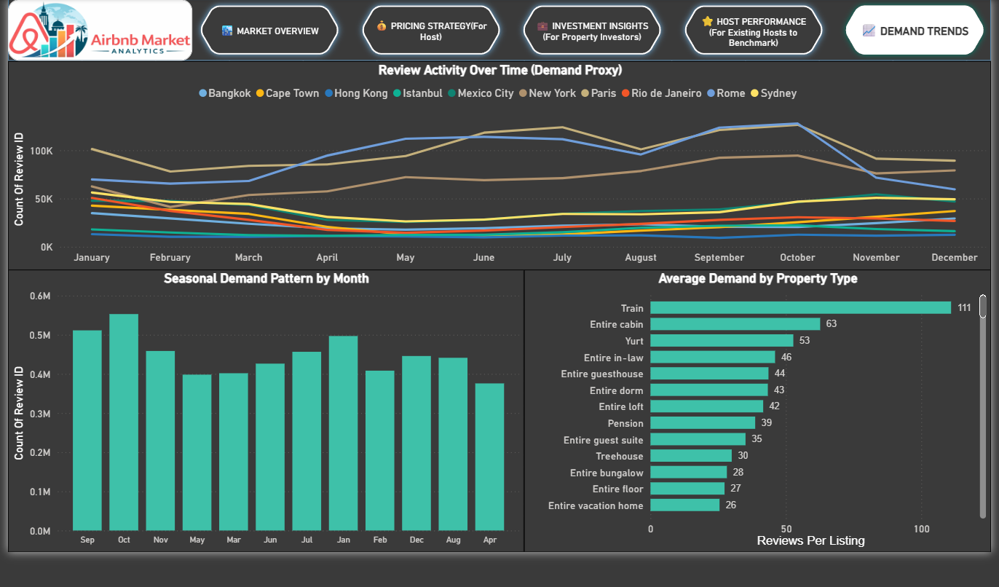 Airbnb Market
ANALYTICS
MARKET OVERVIEW
PRICING STRATEGY(For
Host)
INVESTMENT INSIGHTS
(For Property Investors)
HOST PERFORMANCE
(For Existing Hosts to
Benchmark)
DEMAND TRENDS
Review Activity Over Time (Demand Proxy)
Bangkok Cape Town Hong Kong Istanbul Mexico City New York Paris Rio de Janeiro Rome Sydney
Count Of Review ID
100K
50K
0K
January February March April May June July August September October November December
Seasonal Demand Pattern by Month
Count Of Review ID
0.6M
0.5M
0.4M
0.3M
0.2M
0.1M
0.0M
Sep Oct Nov May Mar Jun Jul Jan Feb Dec Aug Apr
Average Demand by Property Type
Train 111
Entire cabin 63
Yurt 53
Entire in-law 46
Entire guesthouse 44
Entire dorm 43
Entire loft 42
Pension 39
Entire guest suite 35
Treehouse 30
Entire bungalow 28
Entire floor 27
Entire vacation home 26
0 50 100
Reviews Per Listing